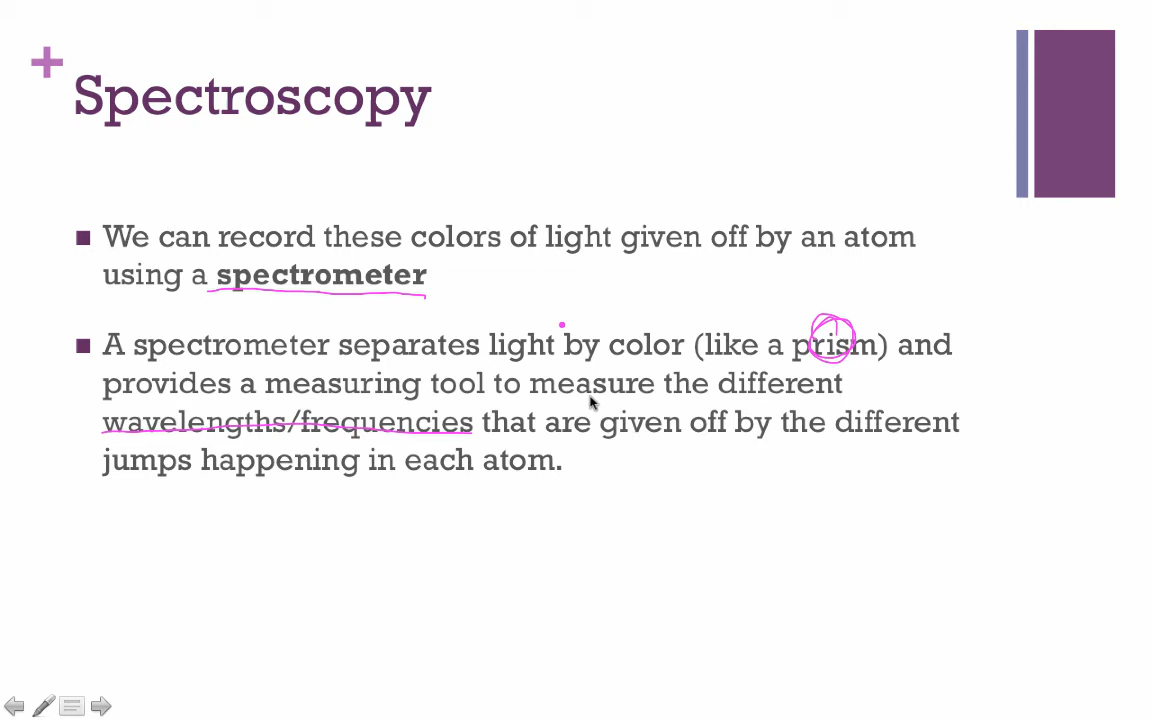 +
Spectroscopy
■ We can record these colors of light given off by an atom
using a spectrometer
■ A spectrometer separates light by color (like a prism) and
provides a measuring tool to measure the different
wavelengths/frequencies that are given off by the different
jumps happening in each atom.